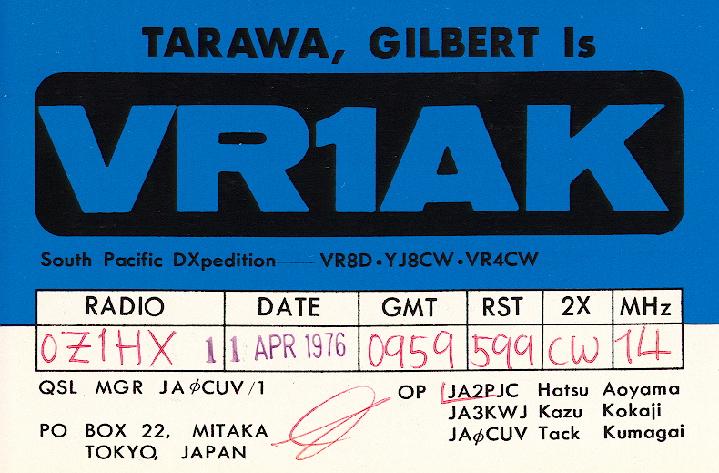 TARAWA, GILBERT Is
VR1AK
South Pacific DXpedition — VR8D·YJ8CW·VR4CW
RADIO DATE GMT RST 2X MHz
OZ1HX 11 APR 1976 0959 599 CW 14
QSL MGR JAØCUV/1 OP JA2PJC Hatsu Aoyama
JA3KWJ Kazu Kokaji
PO BOX 22, MITAKA JAØCUV Tack Kumagai
TOKYO, JAPAN